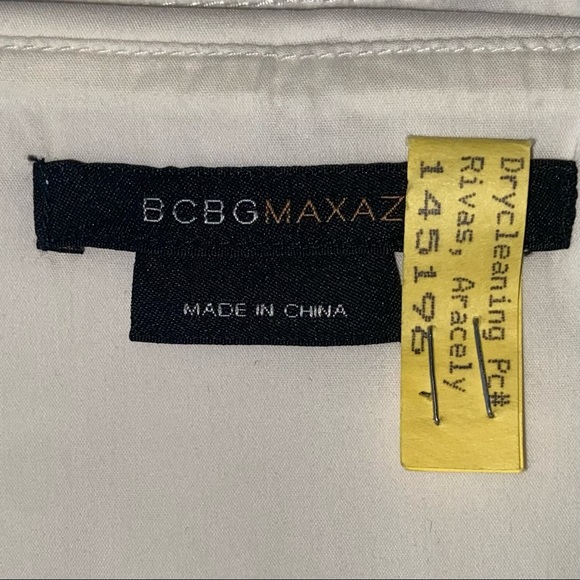 BCBGMAXAZ
MADE IN CHINA
Drycleaning Pc#
Rivas, Aracely
145196